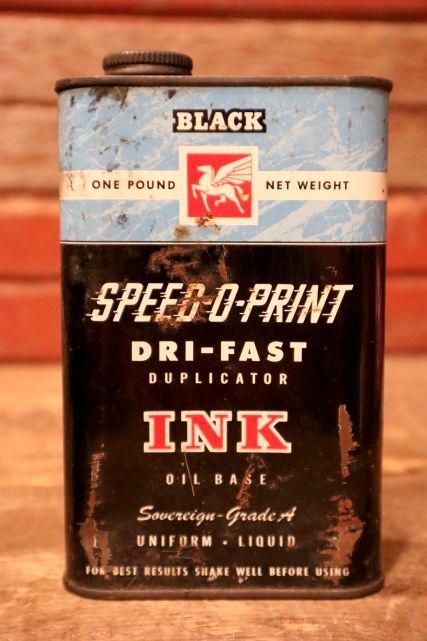 BLACK
ONE POUND NET WEIGHT
SPEED-O-PRINT
DRI-FAST
DUPLICATOR
INK
OIL BASE
Sovereign-Grade A
UNIFORM • LIQUID
FOR BEST RESULTS SHAKE WELL BEFORE USING